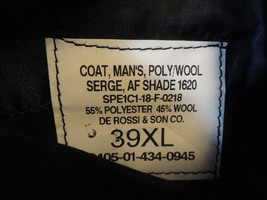 COAT, MAN'S, POLY/WOOL
SERGE, AF SHADE 1620
SPE1C1-18-F-0218
55% POLYESTER 45% WOOL
DE ROSSI & SON CO.
39XL
8405-01-434-0945